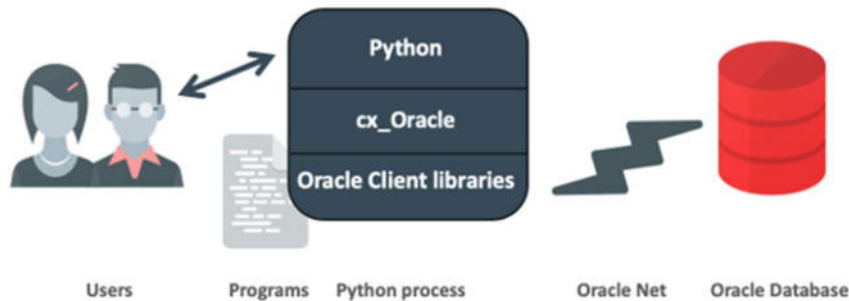 Python
cx_Oracle
Oracle Client libraries
Users Programs Python process Oracle Net Oracle Database